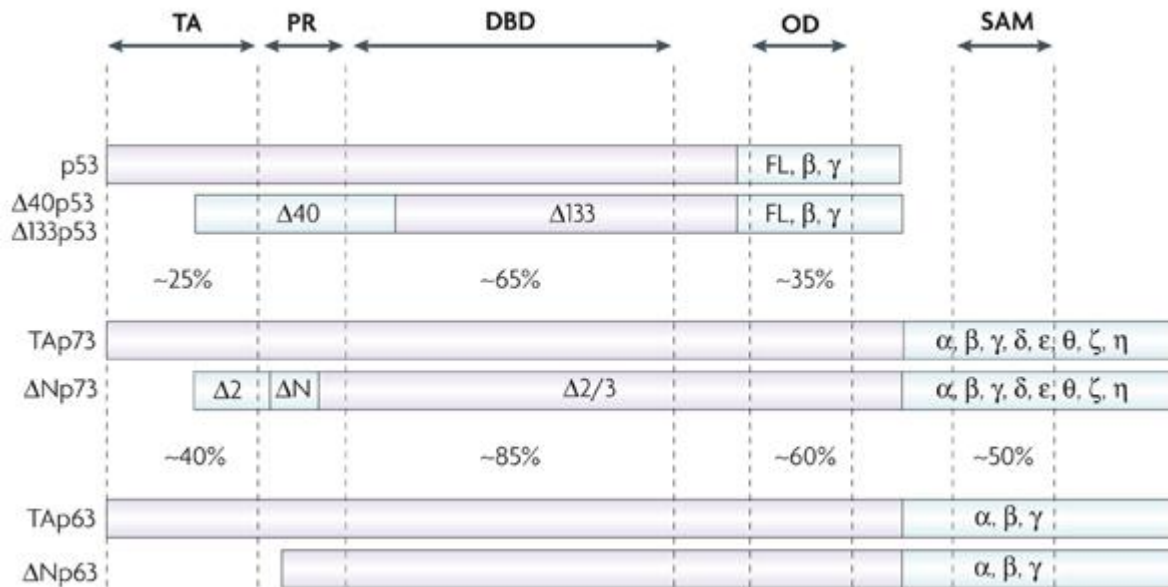 TA PR DBD OD SAM
p53 FL, β, γ
Δ40p53
Δ133p53 Δ40 Δ133 FL, β, γ
~25% ~65% ~35%
TAp73 α, β, γ, δ, ε, θ, ζ, η
ΔNp73 Δ2 ΔN Δ2/3 α, β, γ, δ, ε, θ, ζ, η
~40% ~85% ~60% ~50%
TAp63 α, β, γ
ΔNp63 α, β, γ